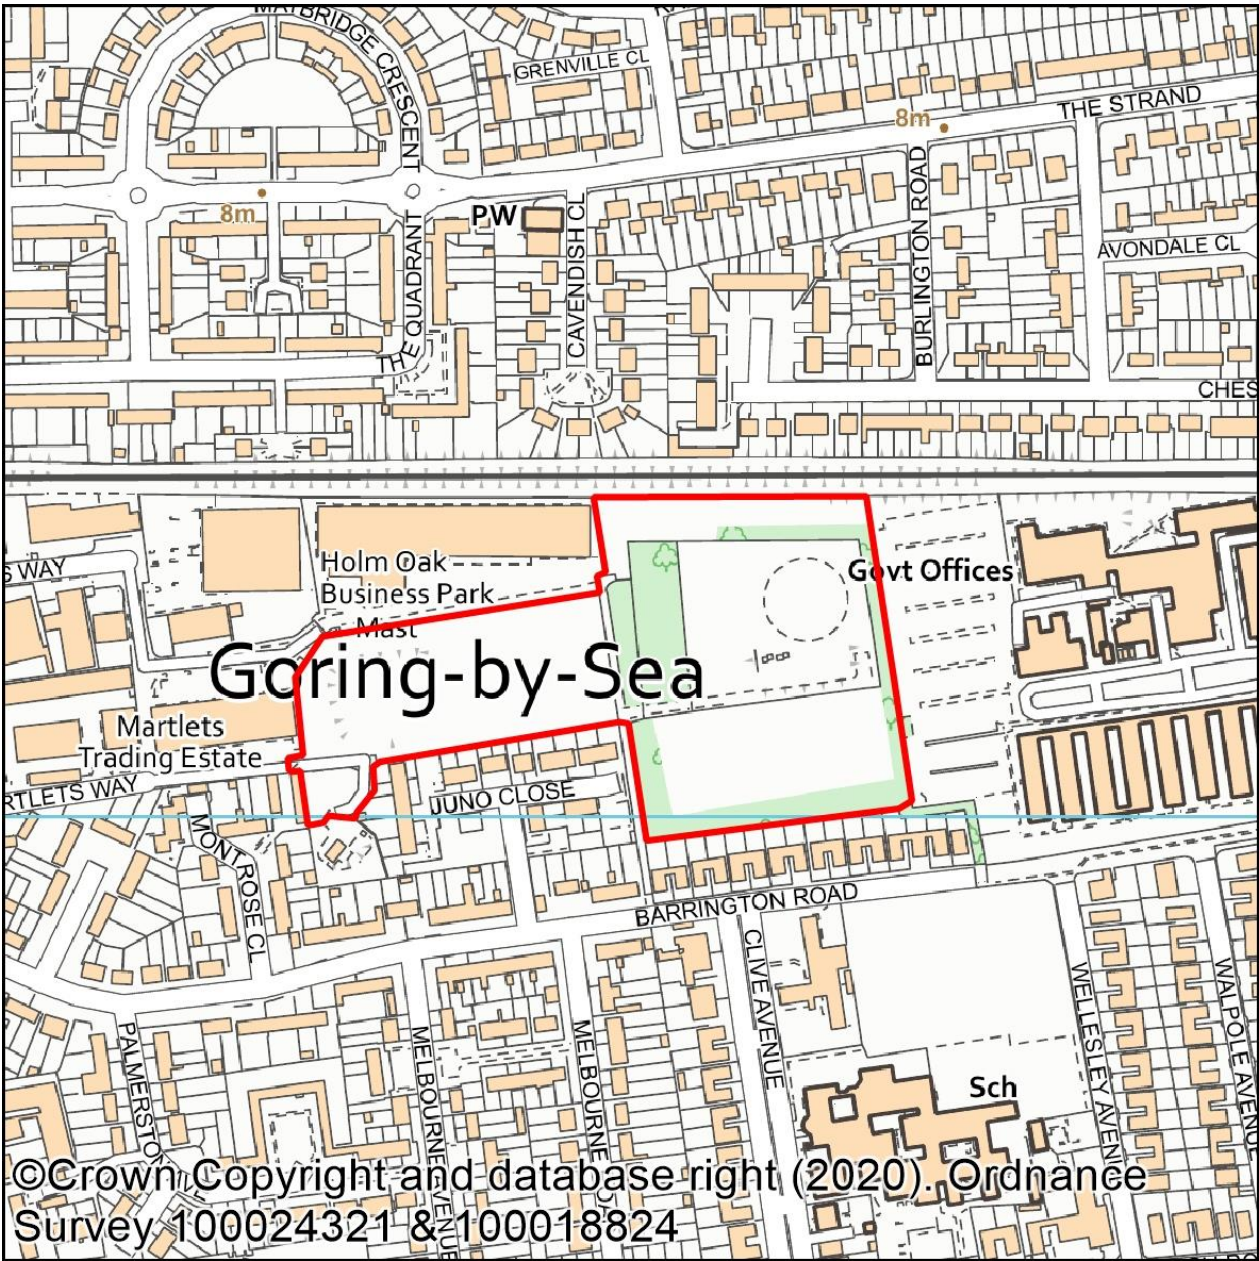 MAYBRIDGE CRESCENT
GRENVILLE CL
THE STRAND
8m
8m
PW
CAVENDISH CL
BURLINGTON ROAD
AVONDALE CL
THE QUADRANT
CHES
S WAY
Holm Oak
Business Park
Mast
Govt Offices
Goring-by-Sea
Martlets
Trading Estate
RTLETS WAY
JUNO CLOSE
MONTROSE CL
BARRINGTON ROAD
CLIVE AVENUE
WELLESLEY AVENUE
WALPOLE AVENU
PALMERSTON
MELBOURNE AVENUE
MELBOURNE
Sch
©Crown Copyright and database right (2020). Ordnance
Survey 100024321 & 100018824